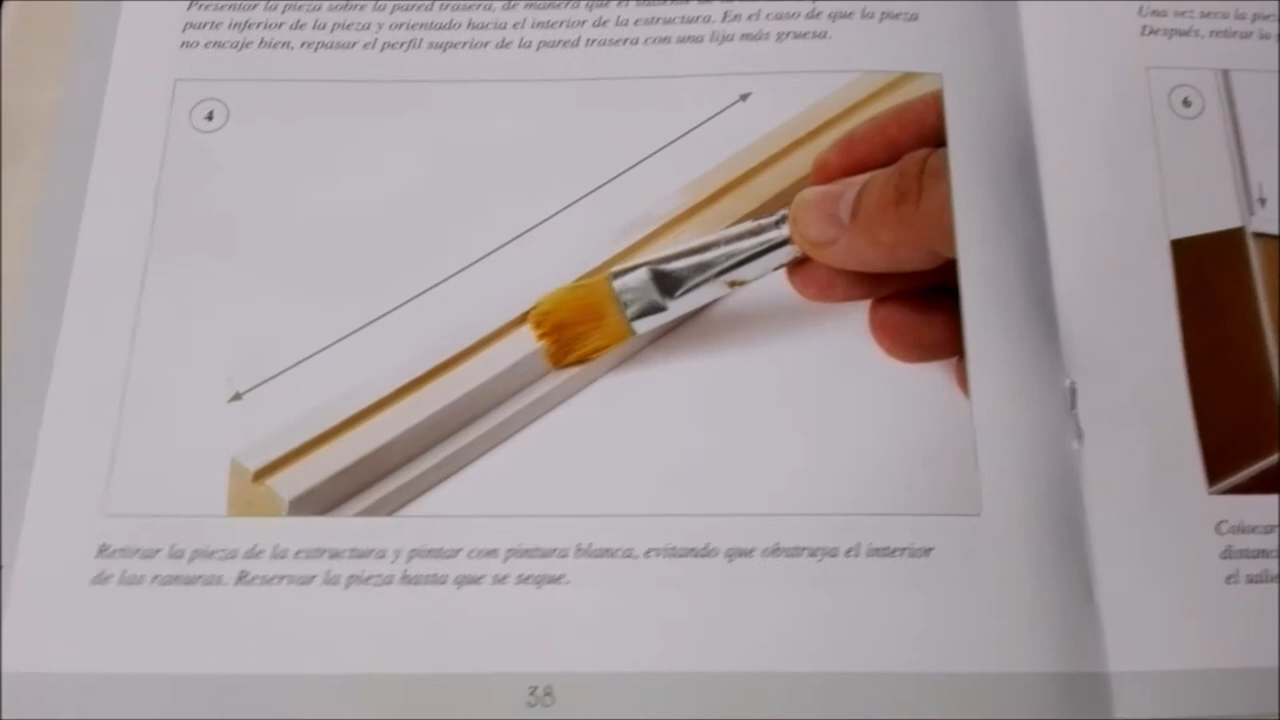 Presentar la pieza sobre la pared trasera, de manera que el
parte inferior de la pieza y orientado hacia el interior de la estructura. En el caso de que la pieza
no encaje bien, repasar el perfil superior de la pared trasera con una lija más gruesa.
4
Retirar la pieza de la estructura y pintar con pintura blanca, evitando que obstruya el interior
de las ranuras. Reservar la pieza hasta que se seque.
38
Una vez seca la
Después, retirar
6
Colocar
el